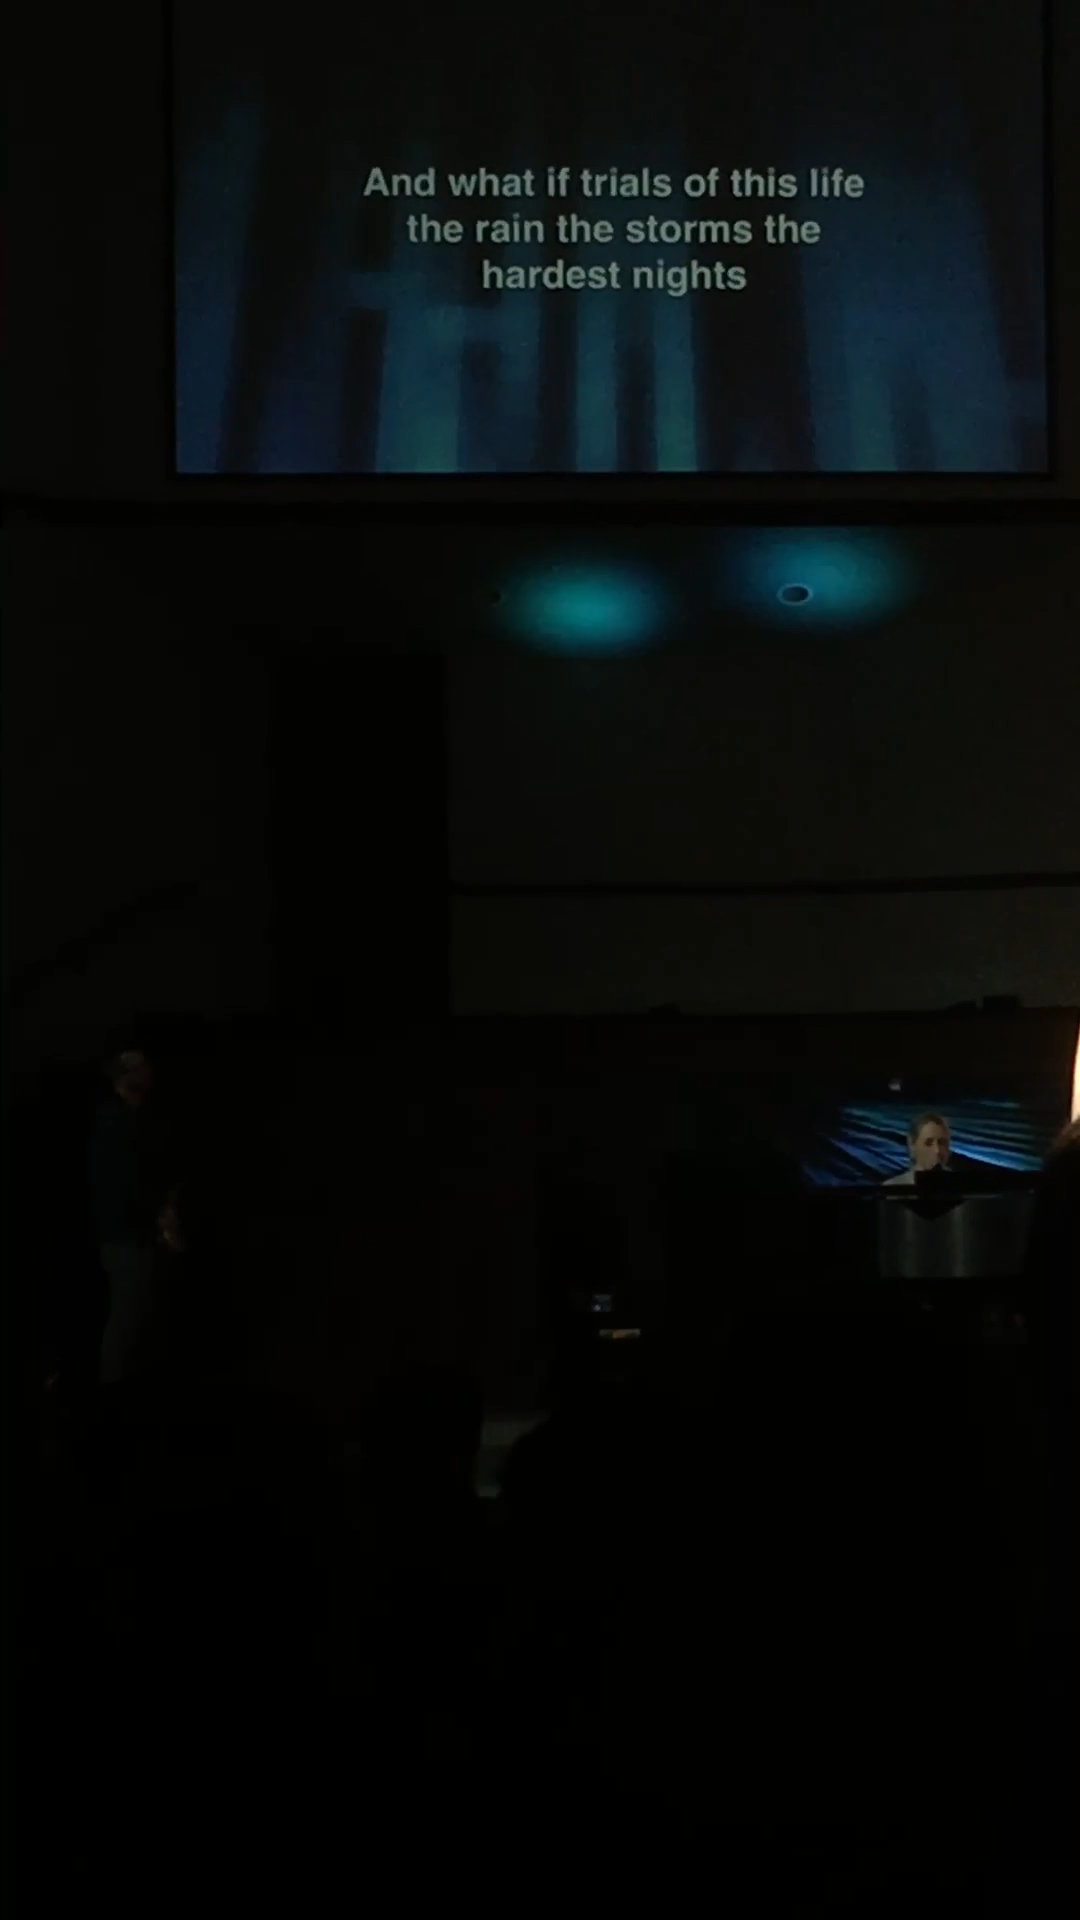 And what if trials of this life
the rain the storms the
hardest nights